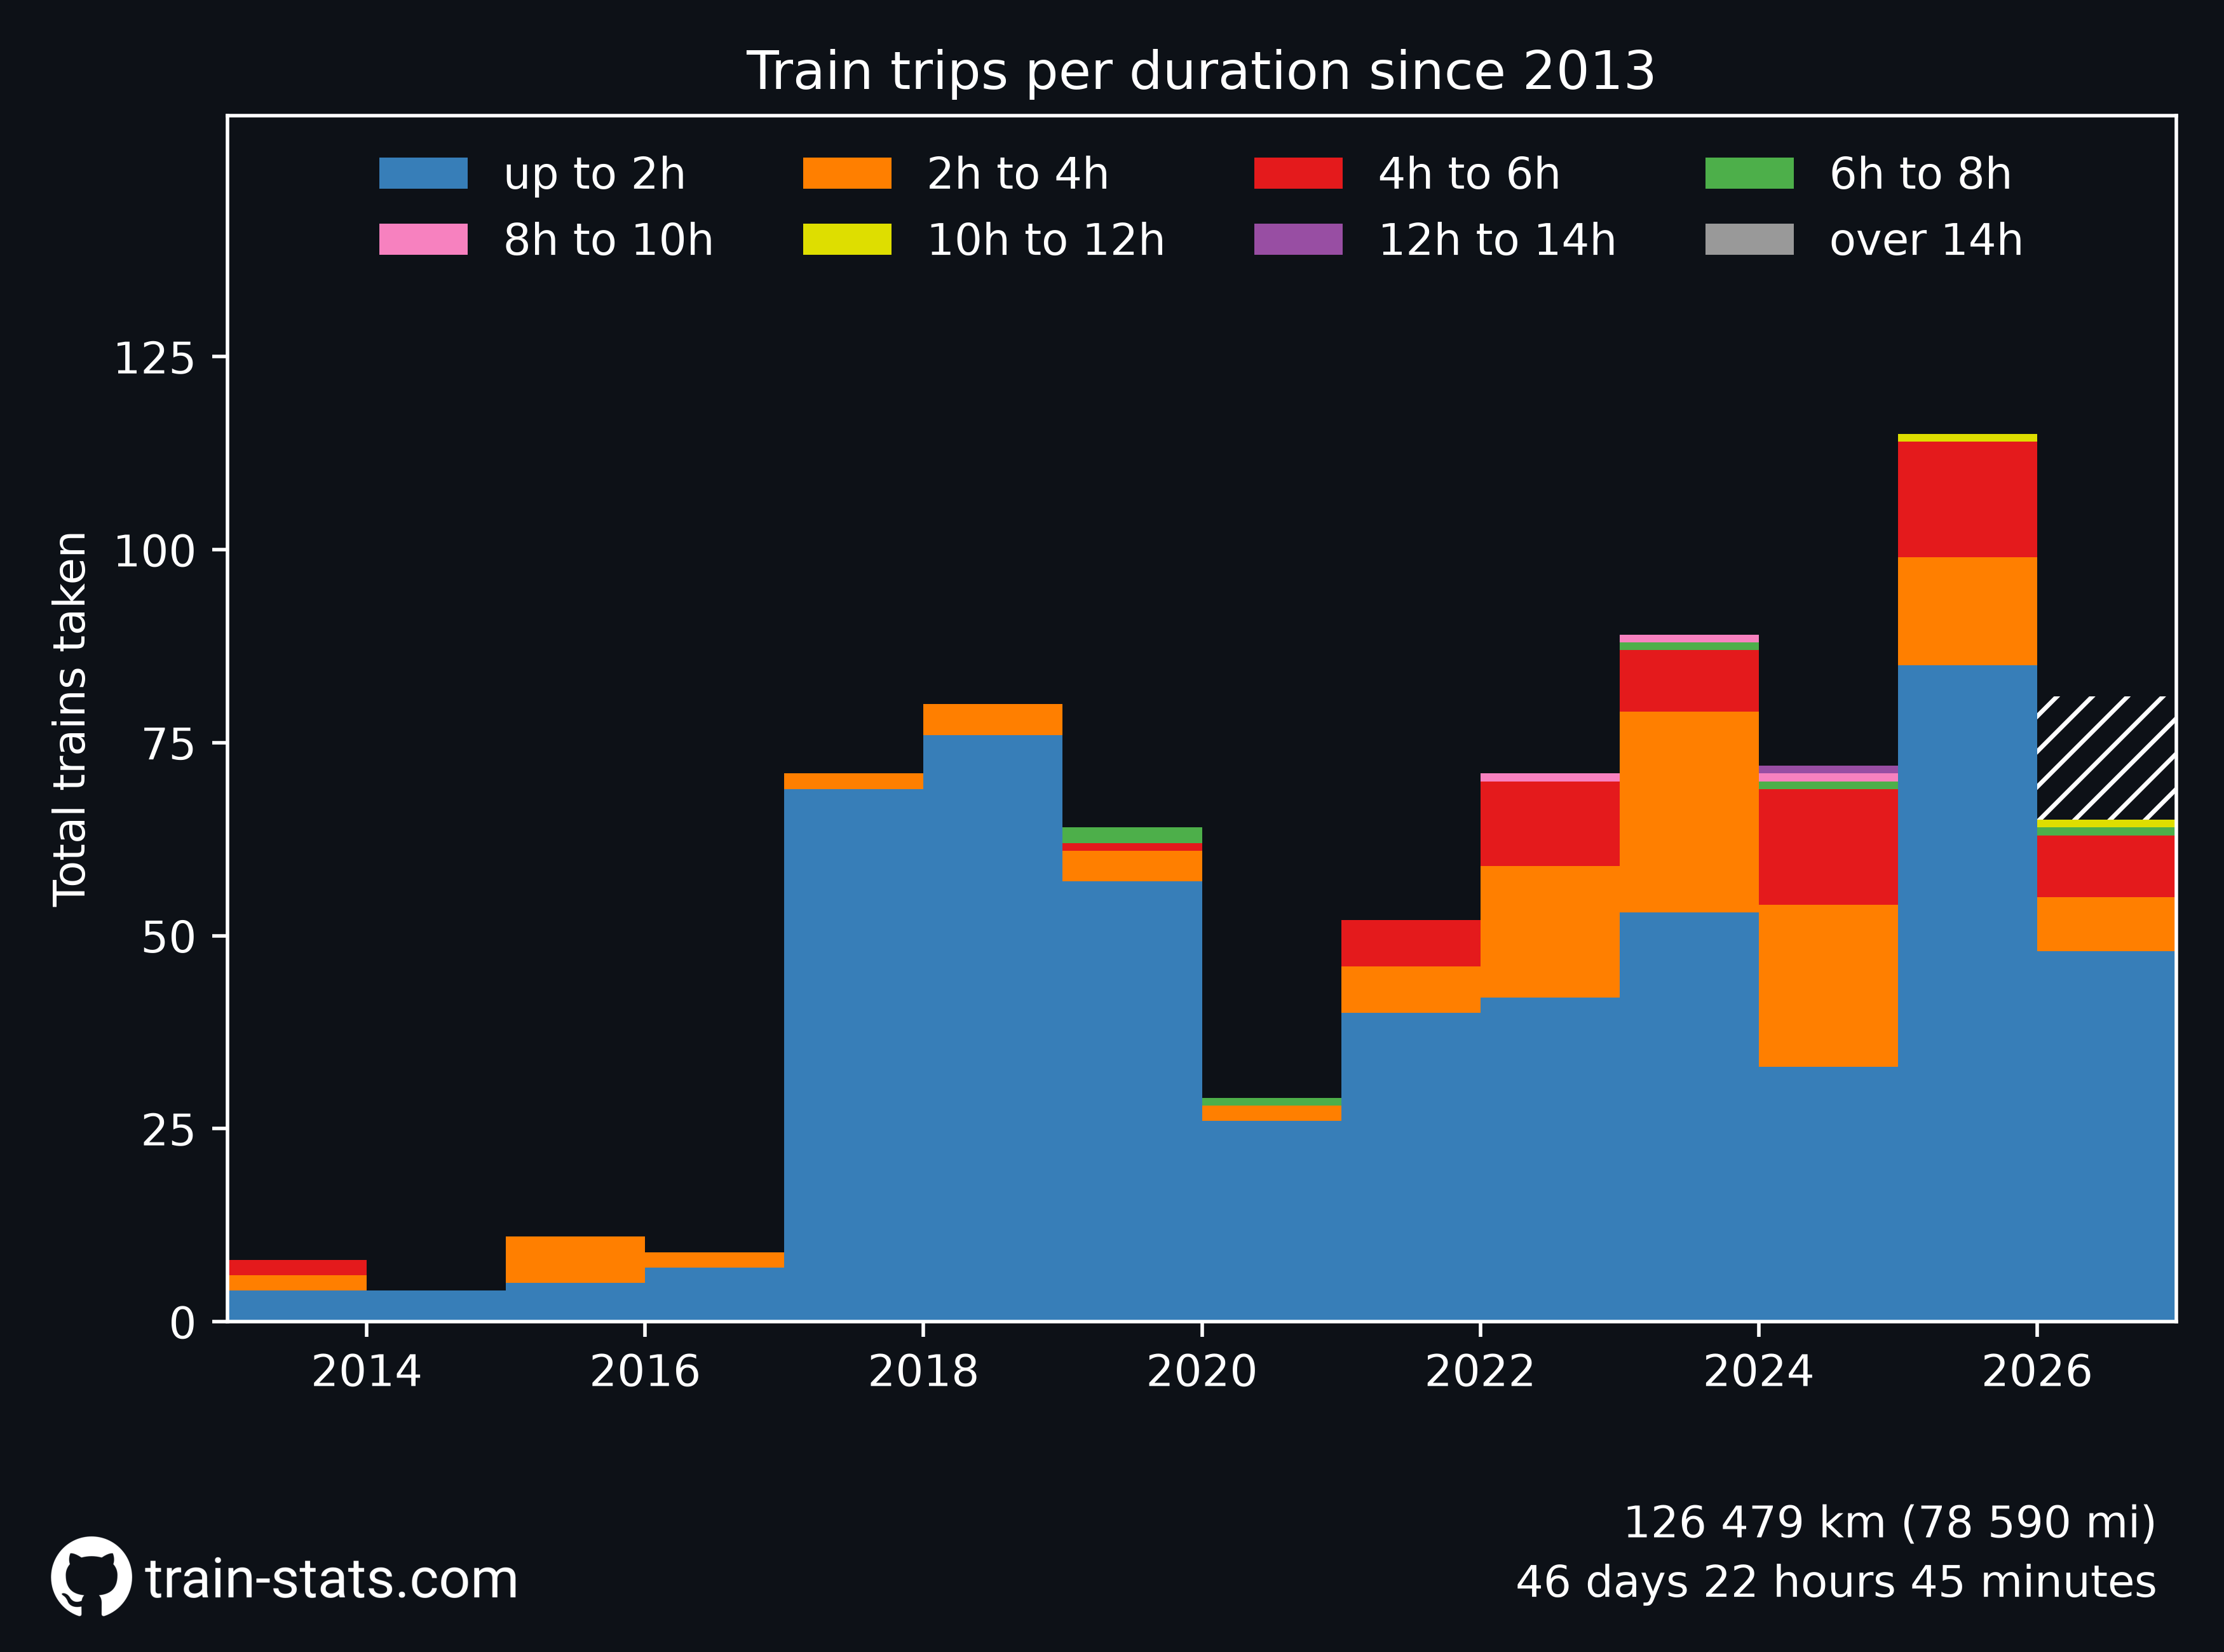 Train trips per duration since 2013
up to 2h
2h to 4h
4h to 6h
6h to 8h
8h to 10h
10h to 12h
12h to 14h
over 14h
Total trains taken
125
100
75
50
25
0
2014
2016
2018
2020
2022
2024
2026
126 479 km (78 590 mi)
46 days 22 hours 45 minutes
train-stats.com